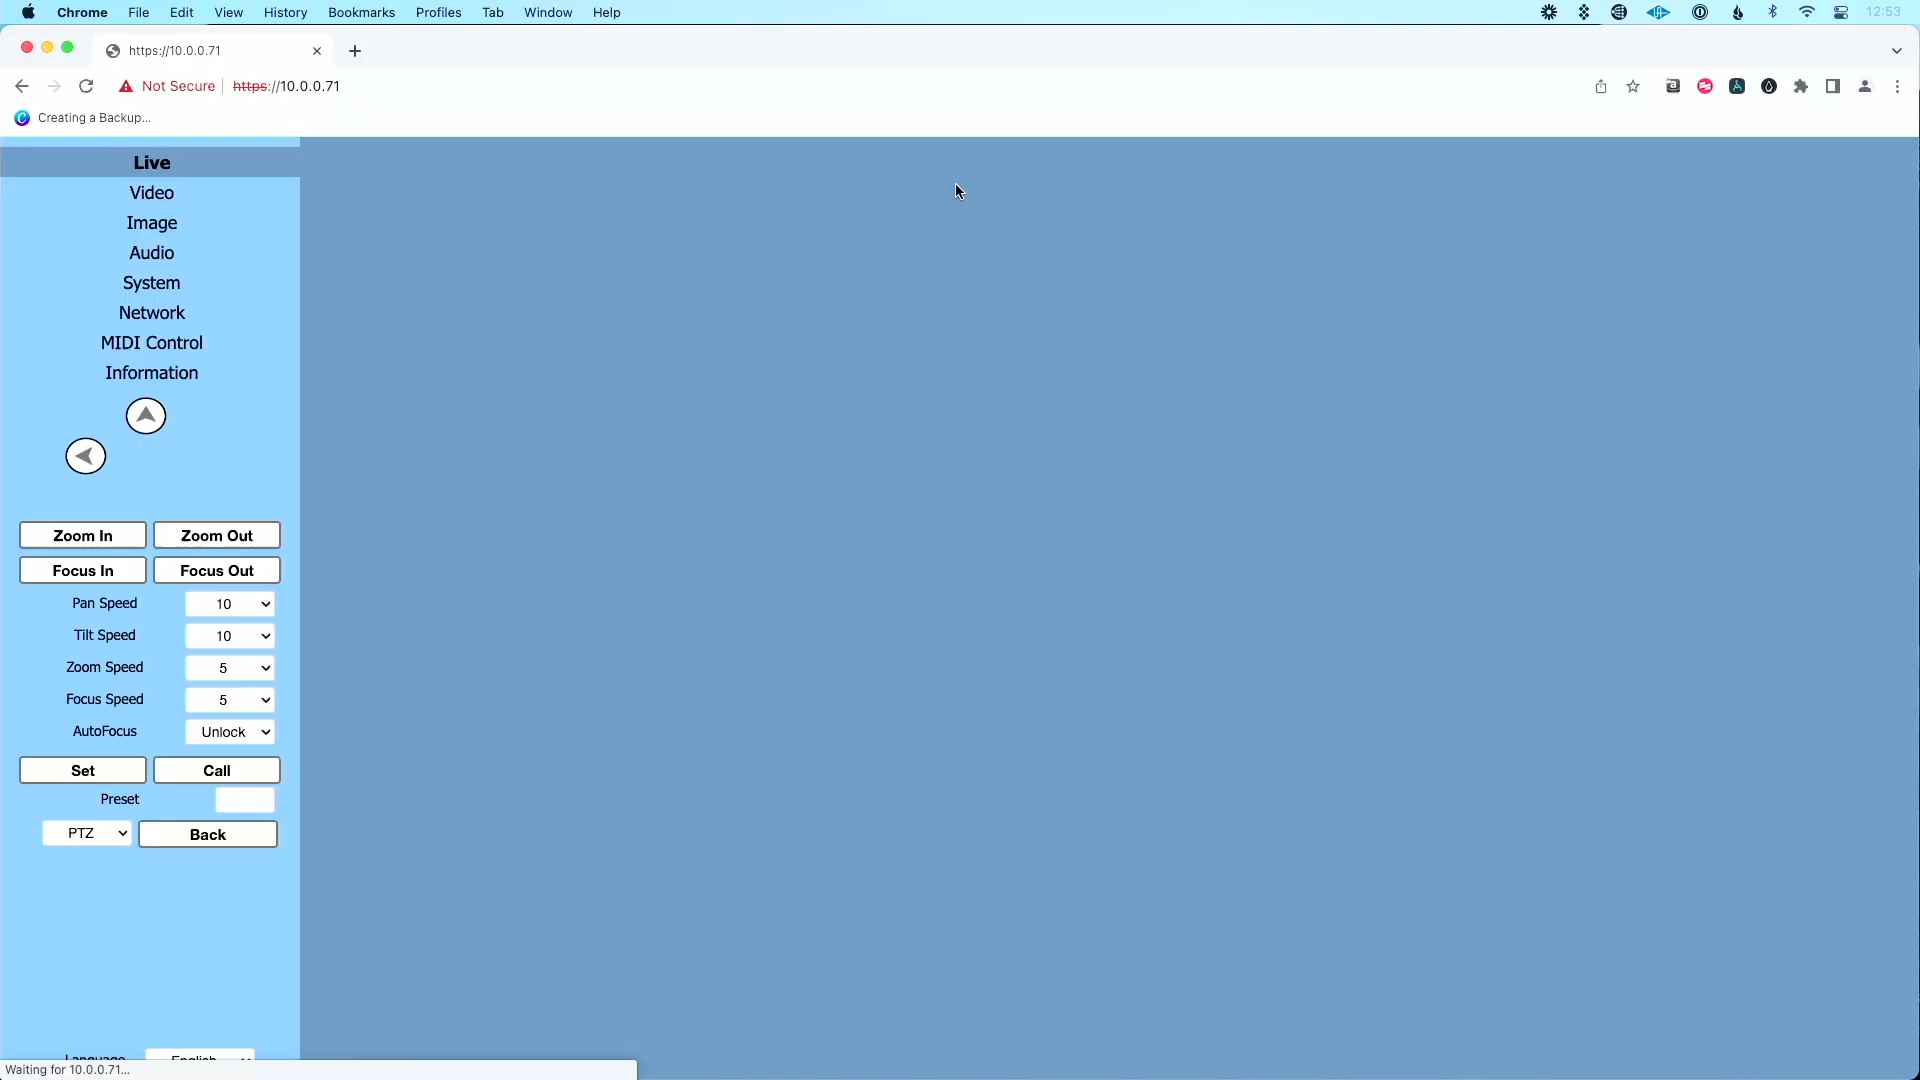 Chrome File Edit View History Bookmarks Profiles Tab Window Help 12:53
https://10.0.0.71
Not Secure https://10.0.0.71
Creating a Backup...
Live
Video
Image
Audio
System
Network
MIDI Control
Information
Zoom In Zoom Out
Focus In Focus Out
Pan Speed 10
Tilt Speed 10
Zoom Speed 5
Focus Speed 5
AutoFocus Unlock
Set Call
Preset
PTZ Back
Language English
Waiting for 10.0.0.71...